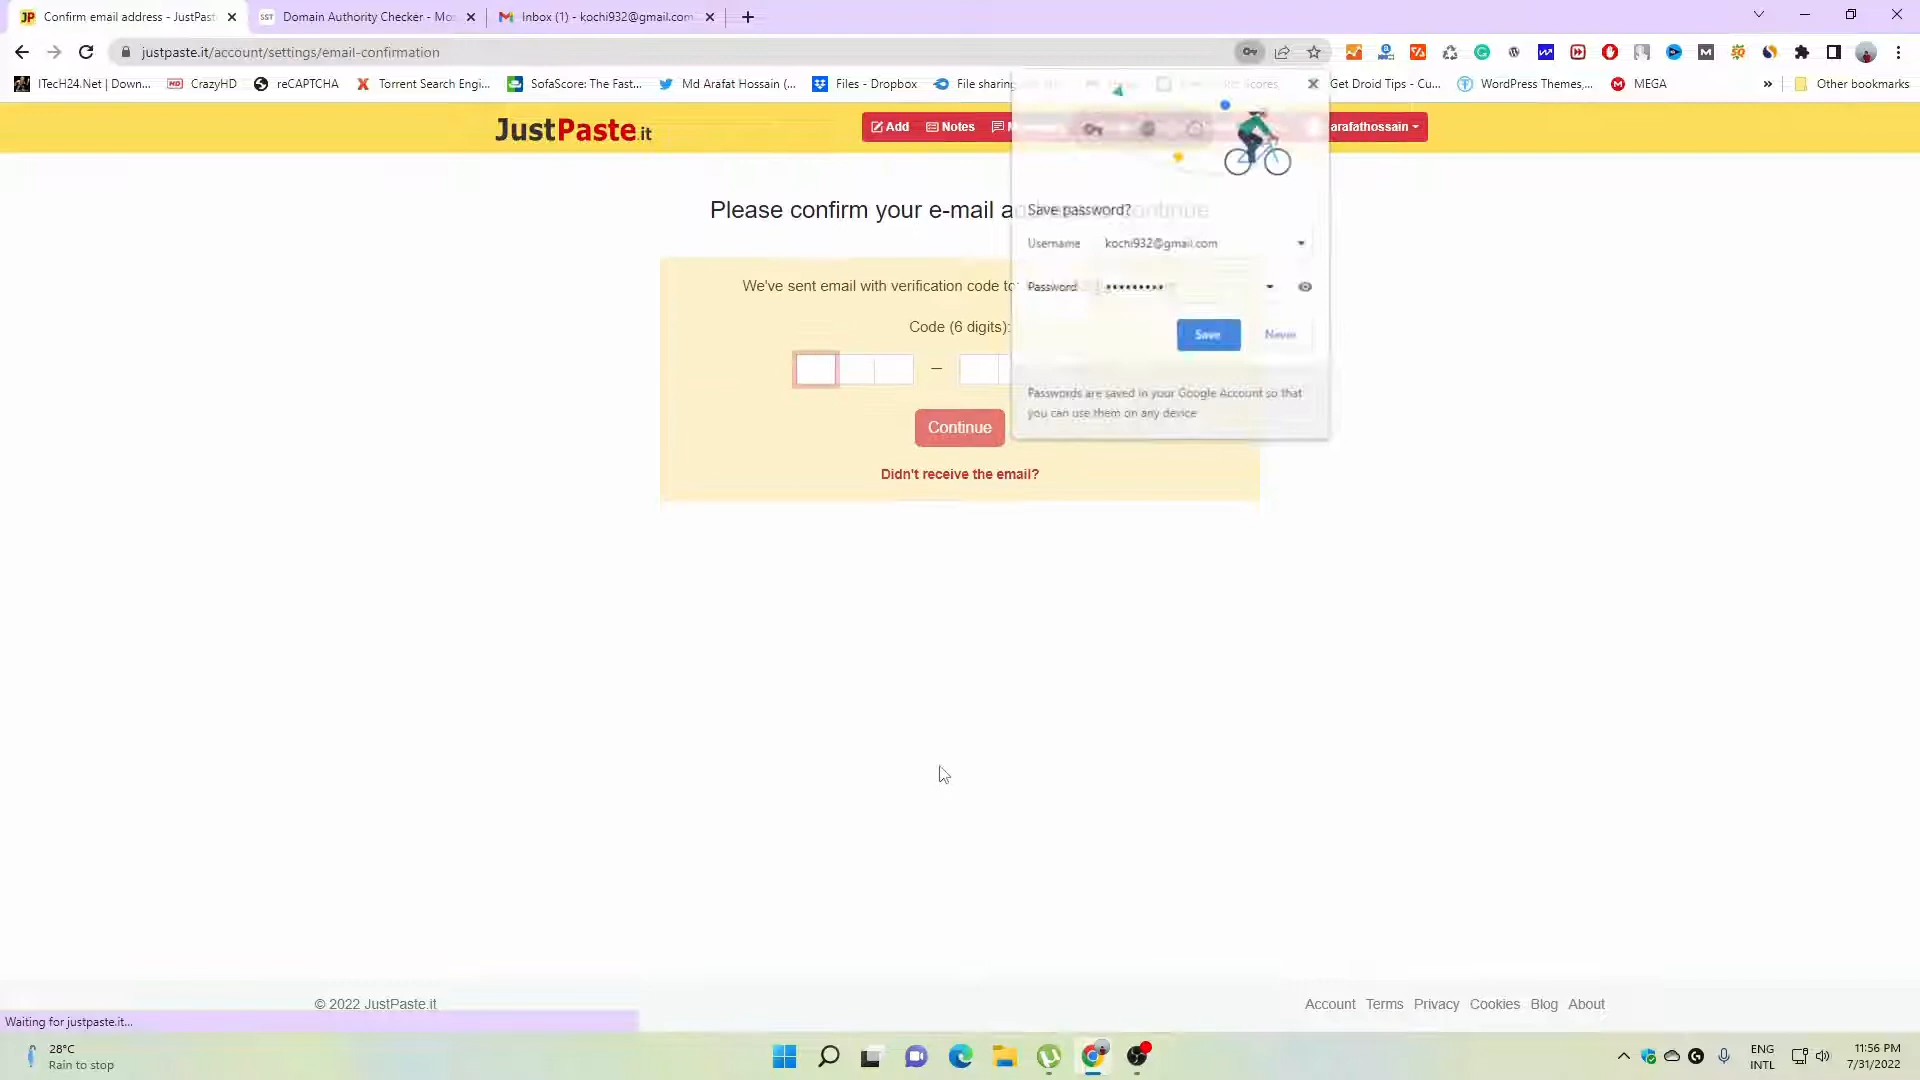 Confirm email address - JustPast
SST Domain Authority Checker - Mo
Inbox (1) - kochi932@gmail.com
justpaste.it/account/settings/email-confirmation
ITech24.Net | Down...
CrazyHD
reCAPTCHA
Torrent Search Engi...
SofaScore: The Fast...
Md Arafat Hossain (...
Files - Dropbox
File sharing
Scores
Get Droid Tips - Cu...
WordPress Themes,...
MEGA
»
Other bookmarks
JustPaste.it
Add
Notes
arafathossain
Please confirm your e-mail a
continue
Save password?
Username kochi932@gmail.com
We've sent email with verification code to
Password •••••••••
Code (6 digits):
–
Save
Never
Passwords are saved in your Google Account so that
you can use them on any device
Continue
Didn't receive the email?
© 2022 JustPaste.it
Account Terms Privacy Cookies Blog About
Waiting for justpaste.it...
28°C
Rain to stop
ENG
INTL
11:56 PM
7/31/2022